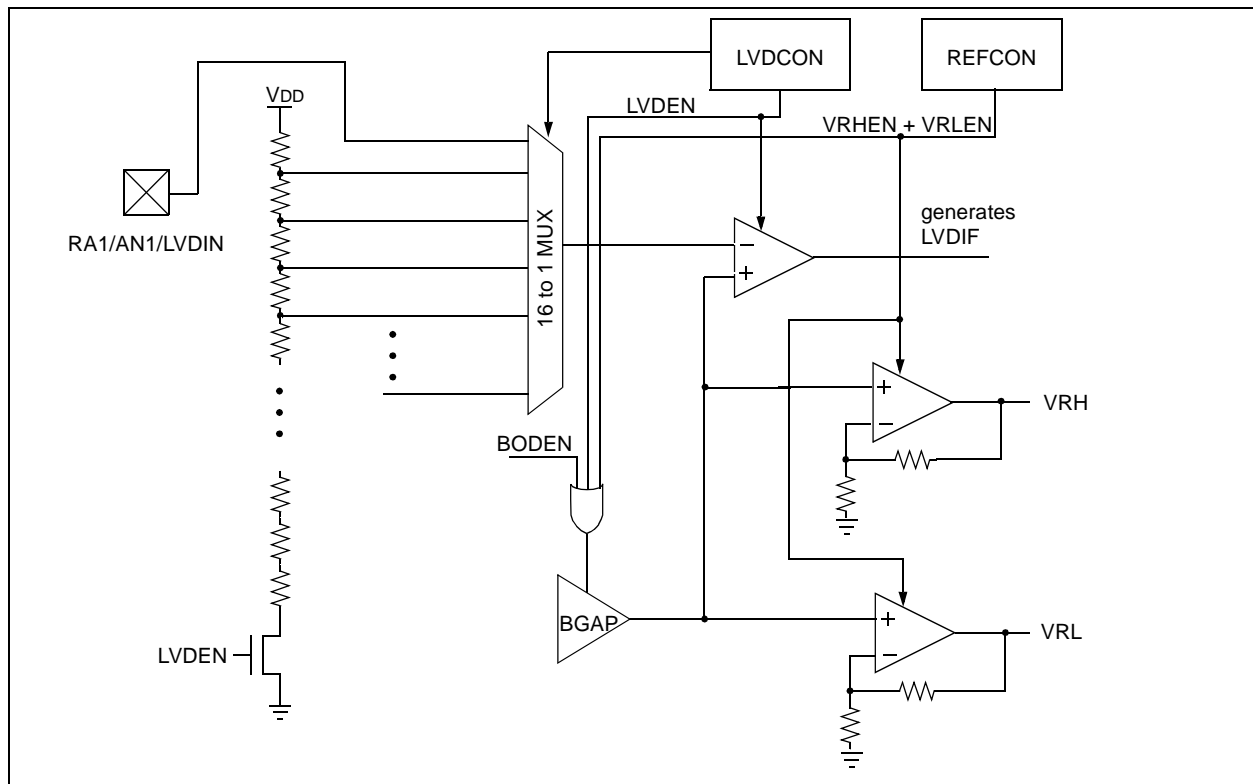 LVDCON
REFCON
VDD
LVDEN
VRHEN + VRLEN
RA1/AN1/LVDIN
16 to 1 MUX
generates
LVDIF
−
+
+
−
VRH
BODEN
BGAP
+
−
VRL
LVDEN